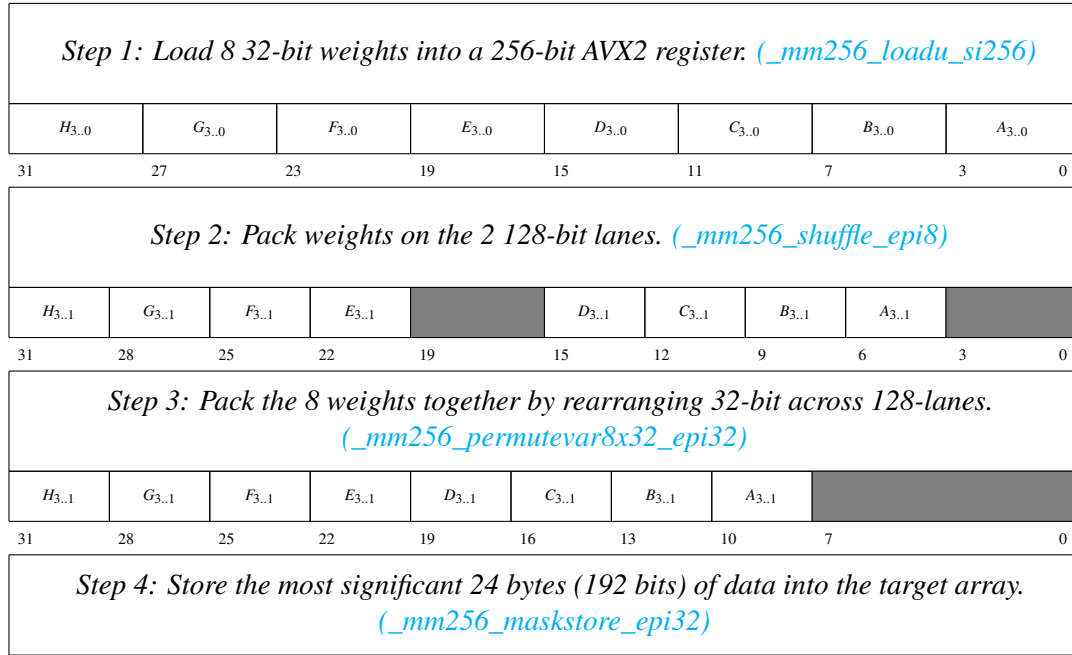 Step 1: Load 8 32-bit weights into a 256-bit AVX2 register. (_mm256_loadu_si256)
H3..0 G3..0 F3..0 E3..0 D3..0 C3..0 B3..0 A3..0
31 27 23 19 15 11 7 3 0
Step 2: Pack weights on the 2 128-bit lanes. (_mm256_shuffle_epi8)
H3..1 G3..1 F3..1 E3..1 D3..1 C3..1 B3..1 A3..1
31 28 25 22 19 15 12 9 6 3 0
Step 3: Pack the 8 weights together by rearranging 32-bit across 128-lanes.
(_mm256_permutevar8x32_epi32)
H3..1 G3..1 F3..1 E3..1 D3..1 C3..1 B3..1 A3..1
31 28 25 22 19 16 13 10 7 0
Step 4: Store the most significant 24 bytes (192 bits) of data into the target array.
(_mm256_maskstore_epi32)